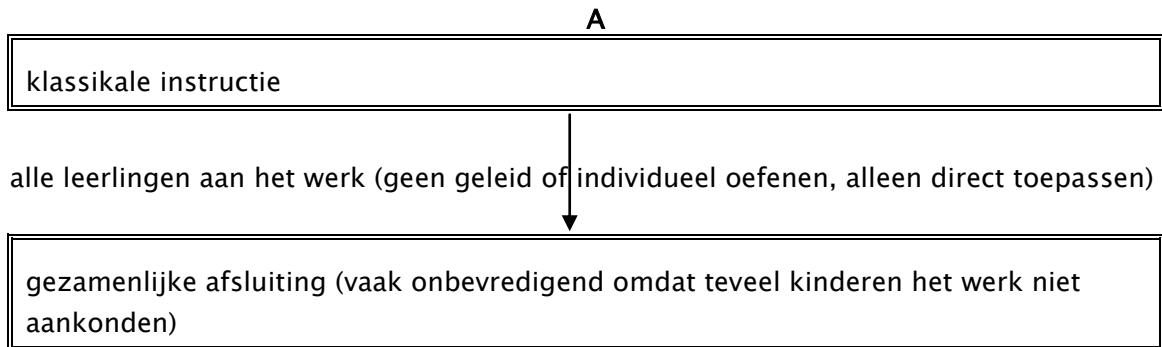 A
klassikale instructie
alle leerlingen aan het werk (geen geleid of individueel oefenen, alleen direct toepassen)
gezamenlijke afsluiting (vaak onbevredigend omdat teveel kinderen het werk niet
aankonden)